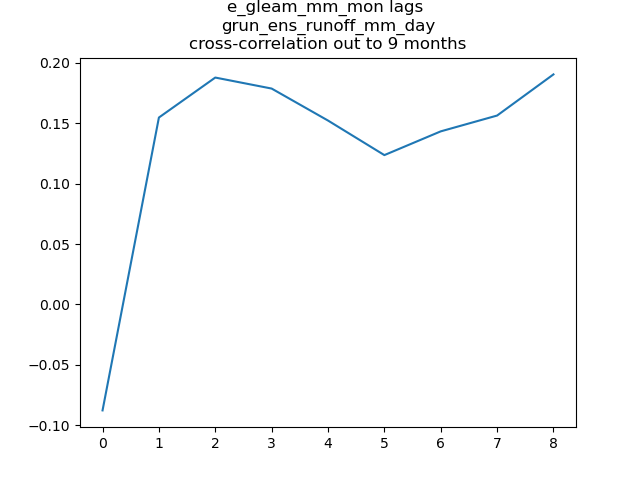 e_gleam_mm_mon lags
grun_ens_runoff_mm_day
cross-correlation out to 9 months
0.20
0.15
0.10
0.05
0.00
−0.05
−0.10
0 1 2 3 4 5 6 7 8